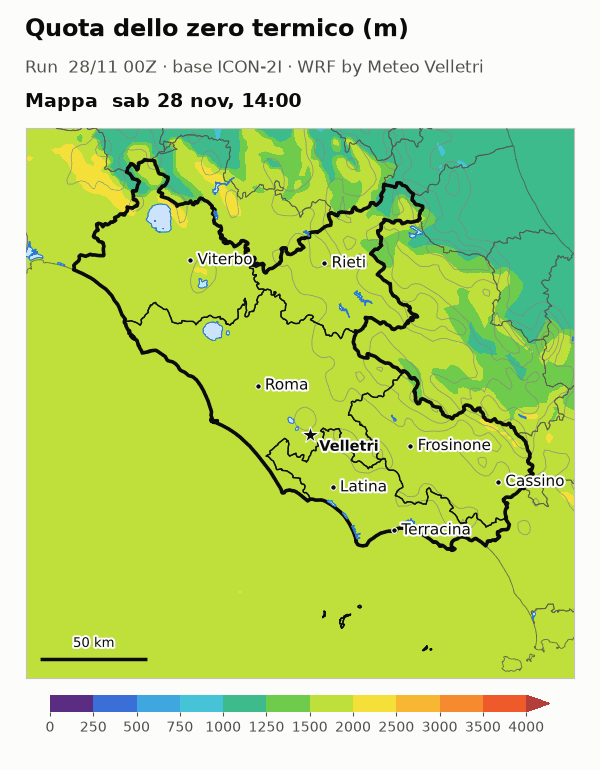 Quota dello zero termico (m)
Run  28/11 00Z · base ICON-2I · WRF by Meteo Velletri
Mappa  sab 28 nov, 14:00
Viterbo
Rieti
Roma
Velletri
Frosinone
Cassino
Latina
Terracina
50 km
0 250 500 750 1000 1250 1500 2000 2500 3000 3500 4000